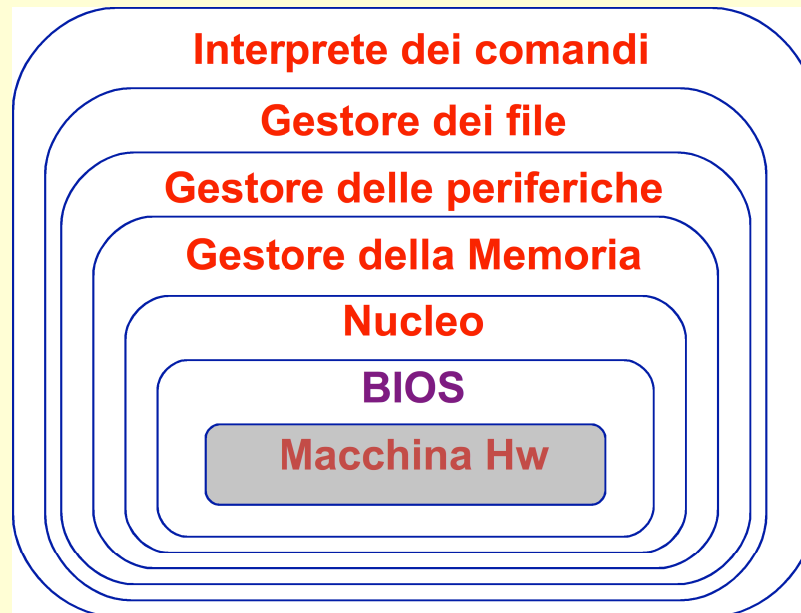 Interprete dei comandi
Gestore dei file
Gestore delle periferiche
Gestore della Memoria
Nucleo
BIOS
Macchina Hw